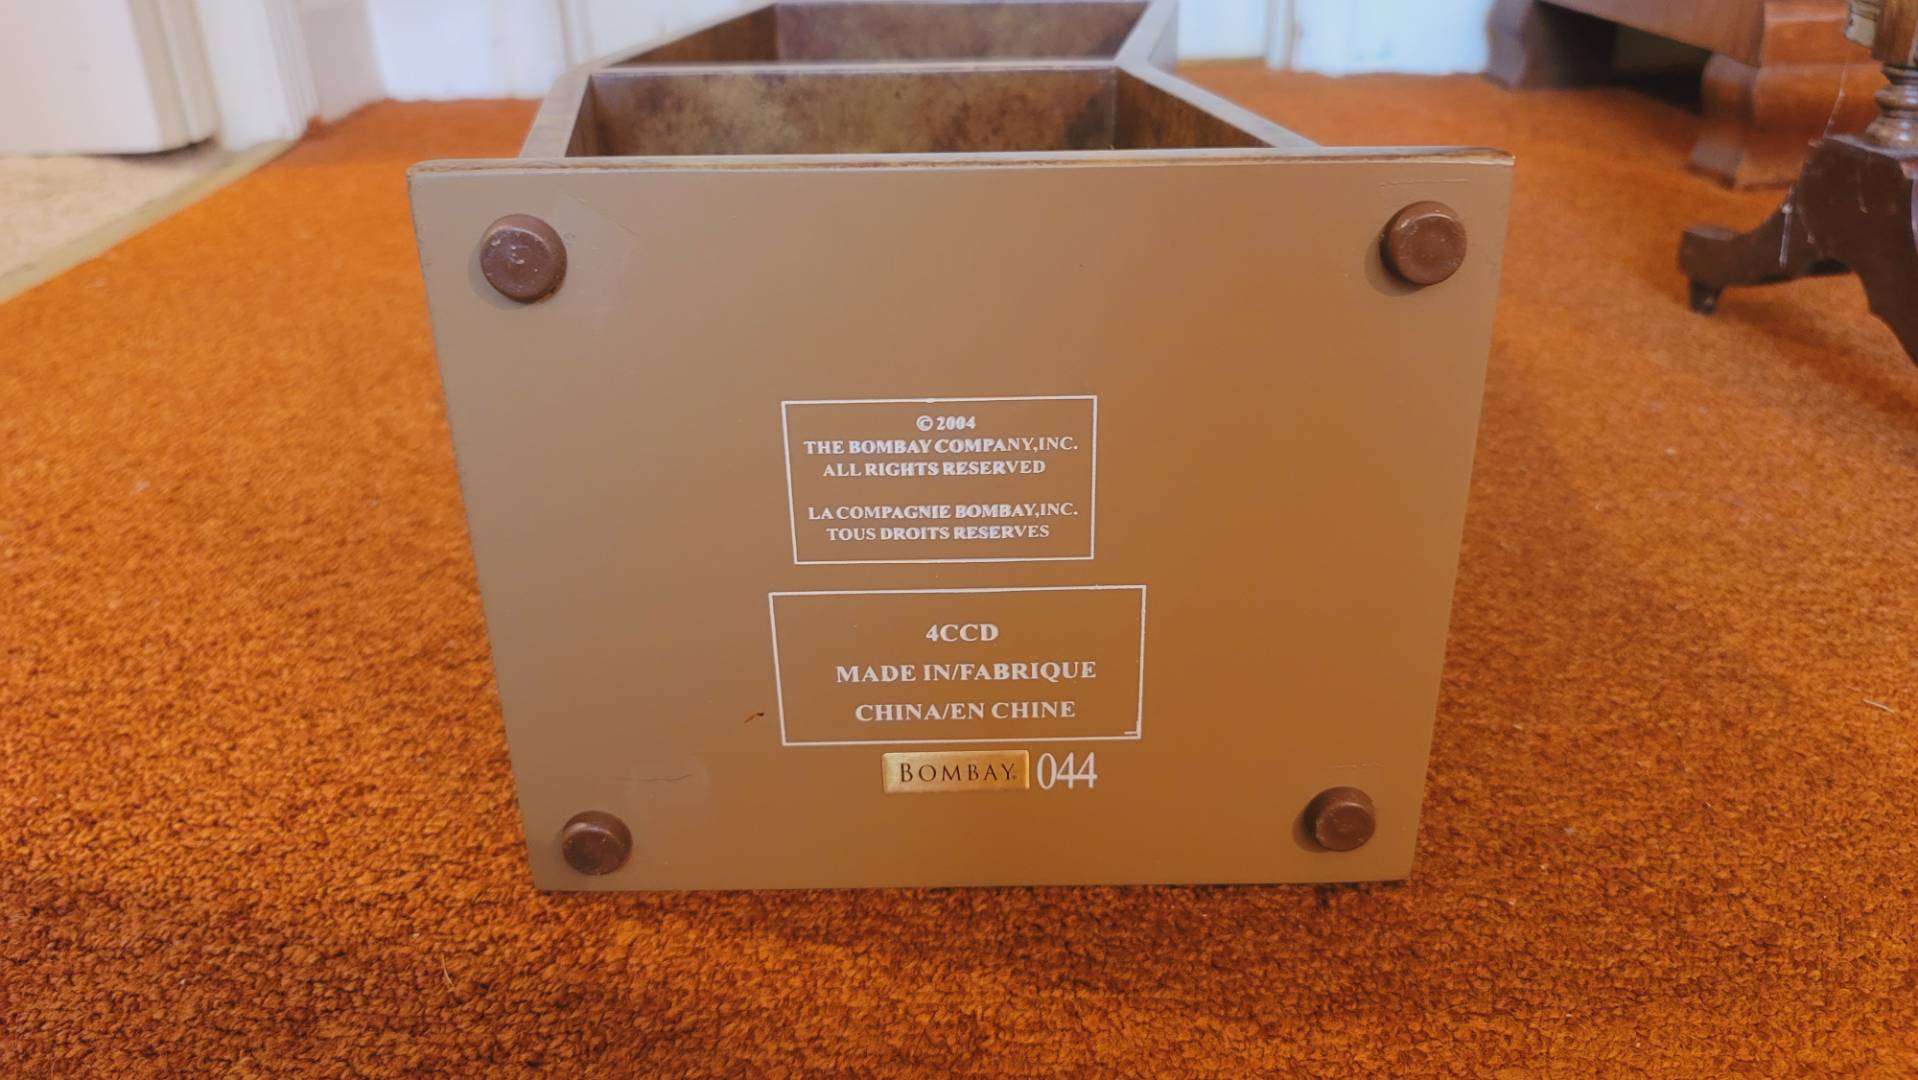 © 2004
THE BOMBAY COMPANY,INC.
ALL RIGHTS RESERVED
LA COMPAGNIE BOMBAY,INC.
TOUS DROITS RESERVES
4CCD
MADE IN/FABRIQUE
CHINA/EN CHINE
BOMBAY® 044